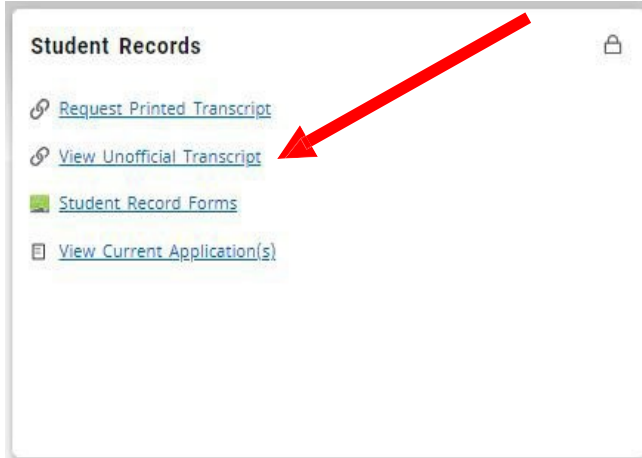 Student Records
Request Printed Transcript
View Unofficial Transcript
Student Record Forms
View Current Application(s)